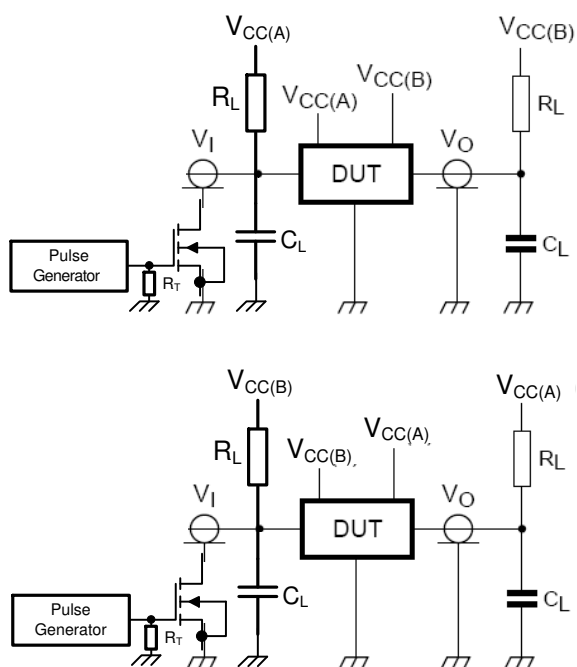 VCC(A)
VCC(B)
RL
VCC(A)
VCC(B)
RL
VI
VO
DUT
CL
CL
Pulse
Generator
RT
VCC(B)
VCC(A)
RL
VCC(B)
VCC(A)
RL
VI
VO
DUT
CL
CL
Pulse
Generator
RT